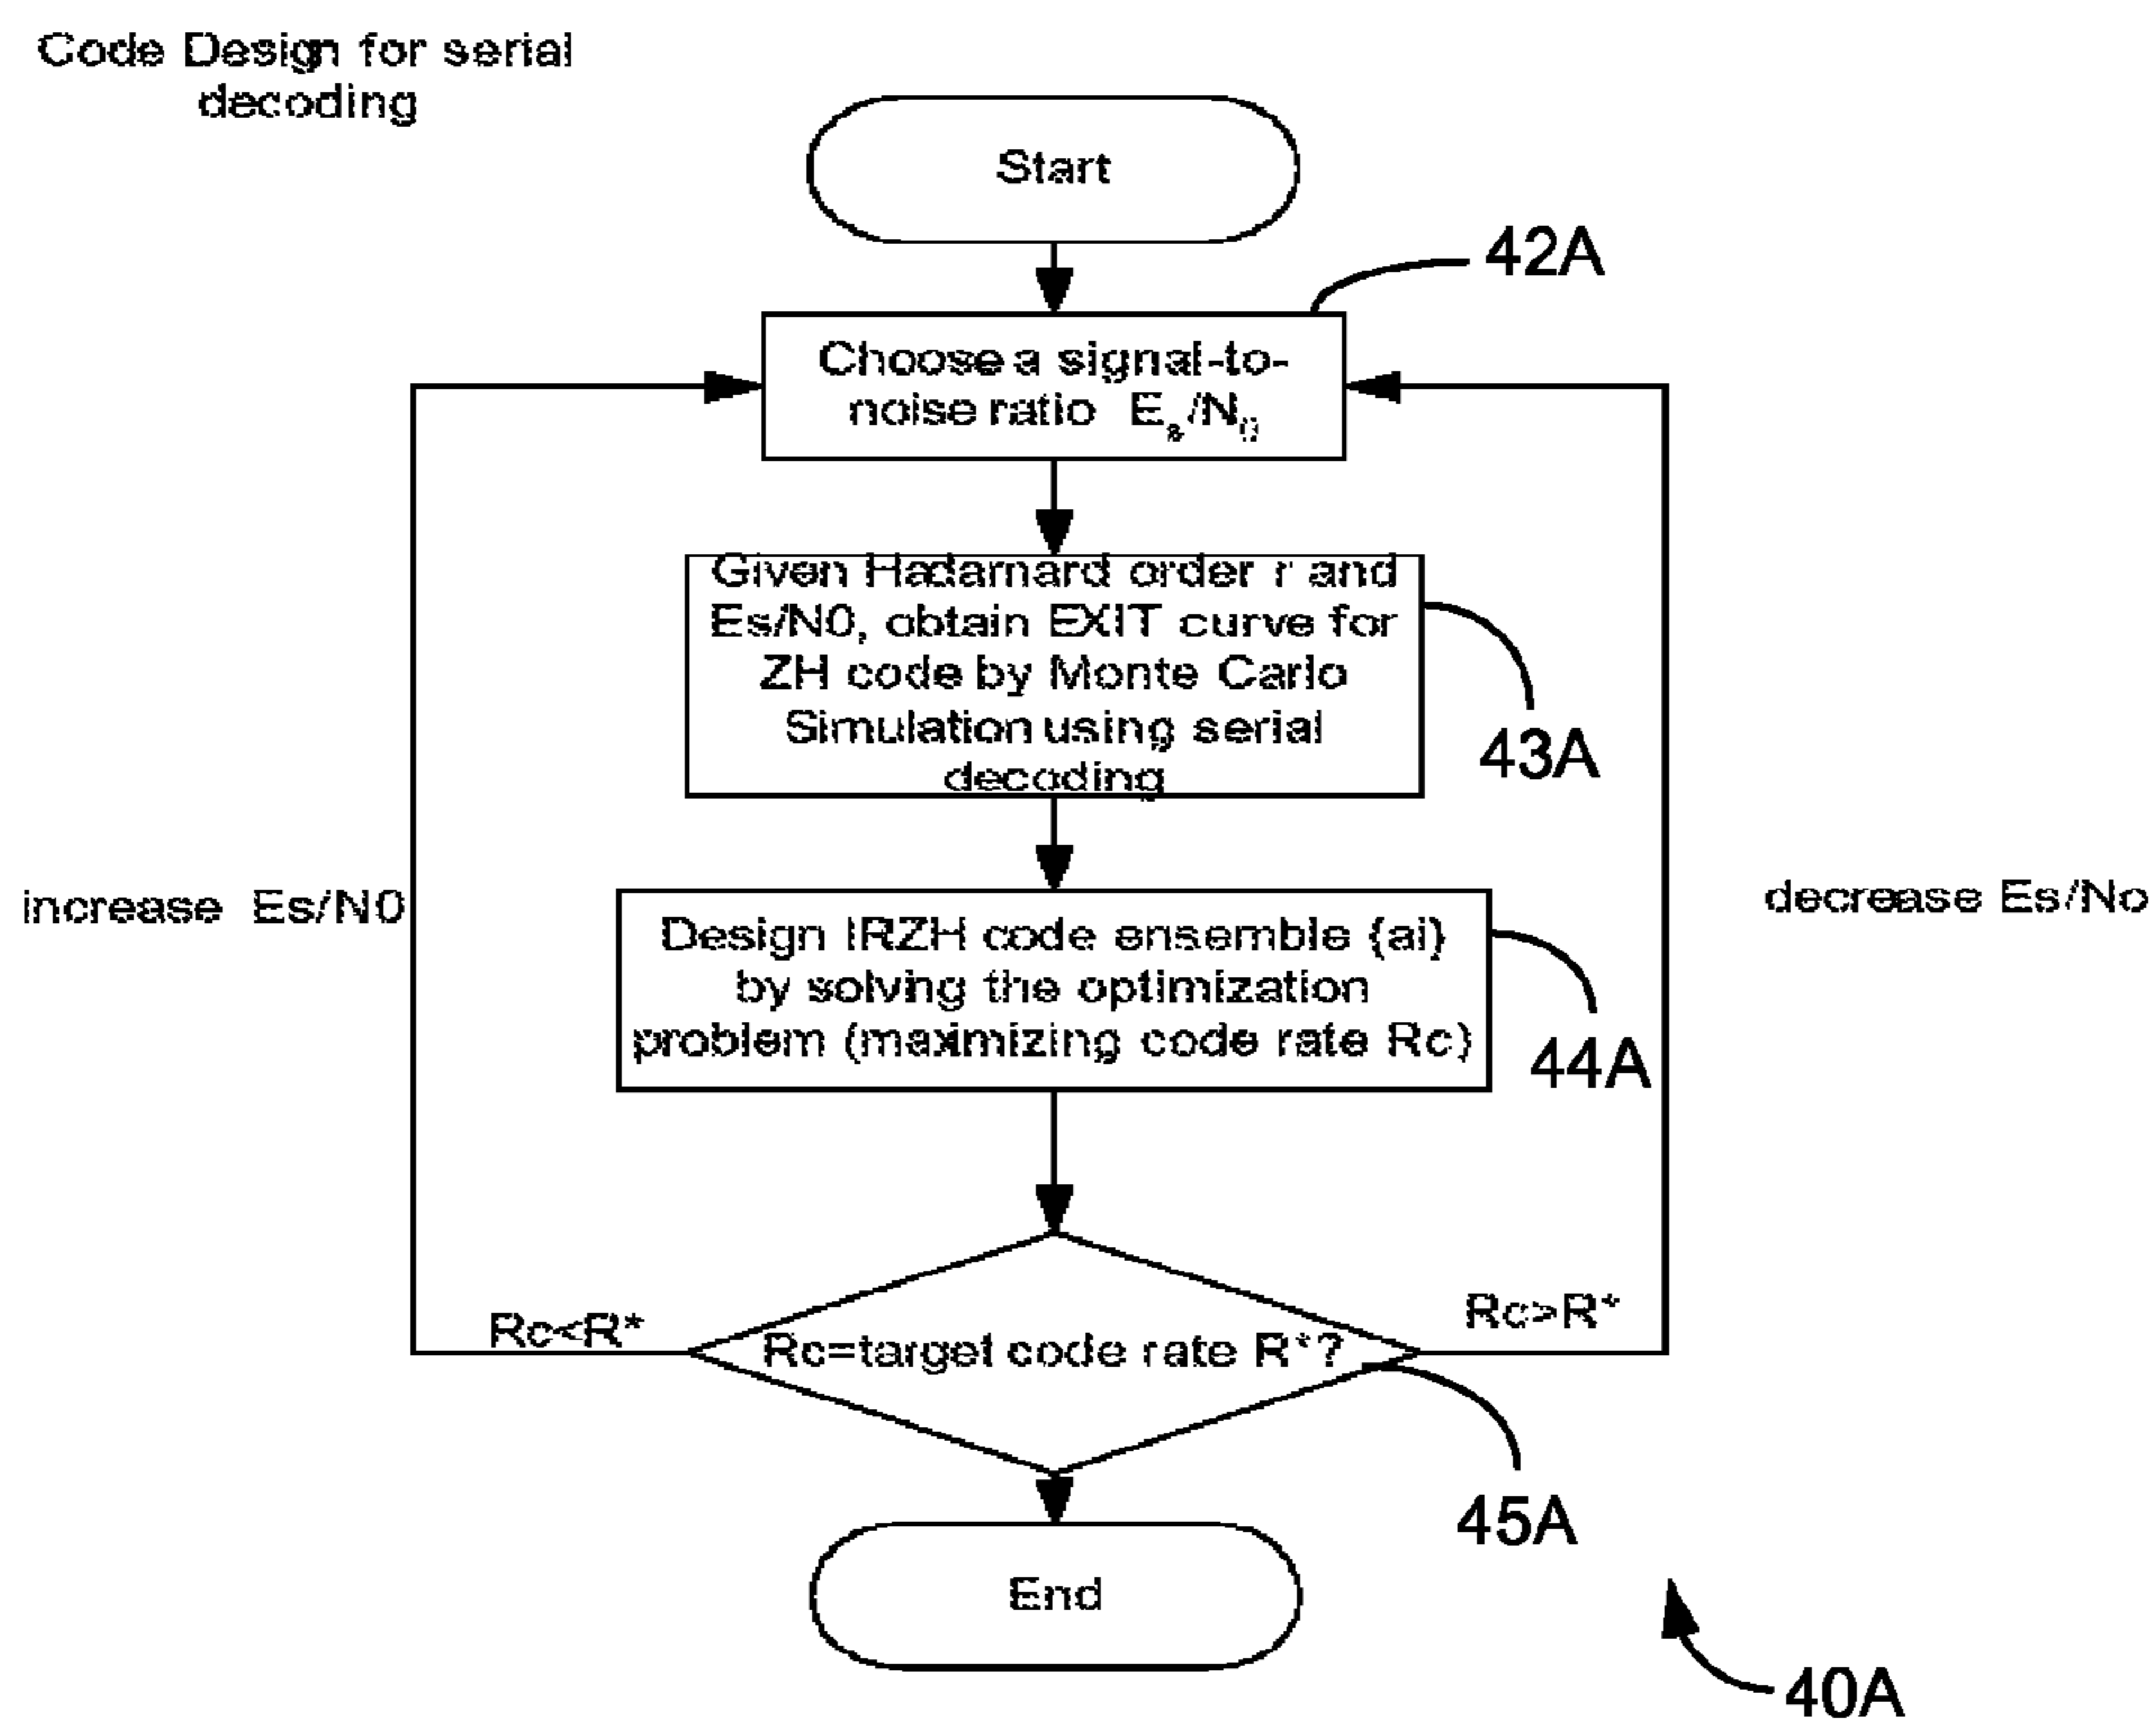 Code Design for serial
decoding
Start
42A
Choose a signal-to-
noise ratio E_s/N_0
Given Hadamard order r and
Es/N0, obtain EXIT curve for
ZH code by Monte Carlo
Simulation using serial
decoding
43A
increase Es/N0
decrease Es/No
Design IRZH code ensemble {ai}
by solving the optimization
problem (maximizing code rate Rc)
44A
Rc<R*
Rc>R*
Rc=target code rate R*?
45A
End
40A